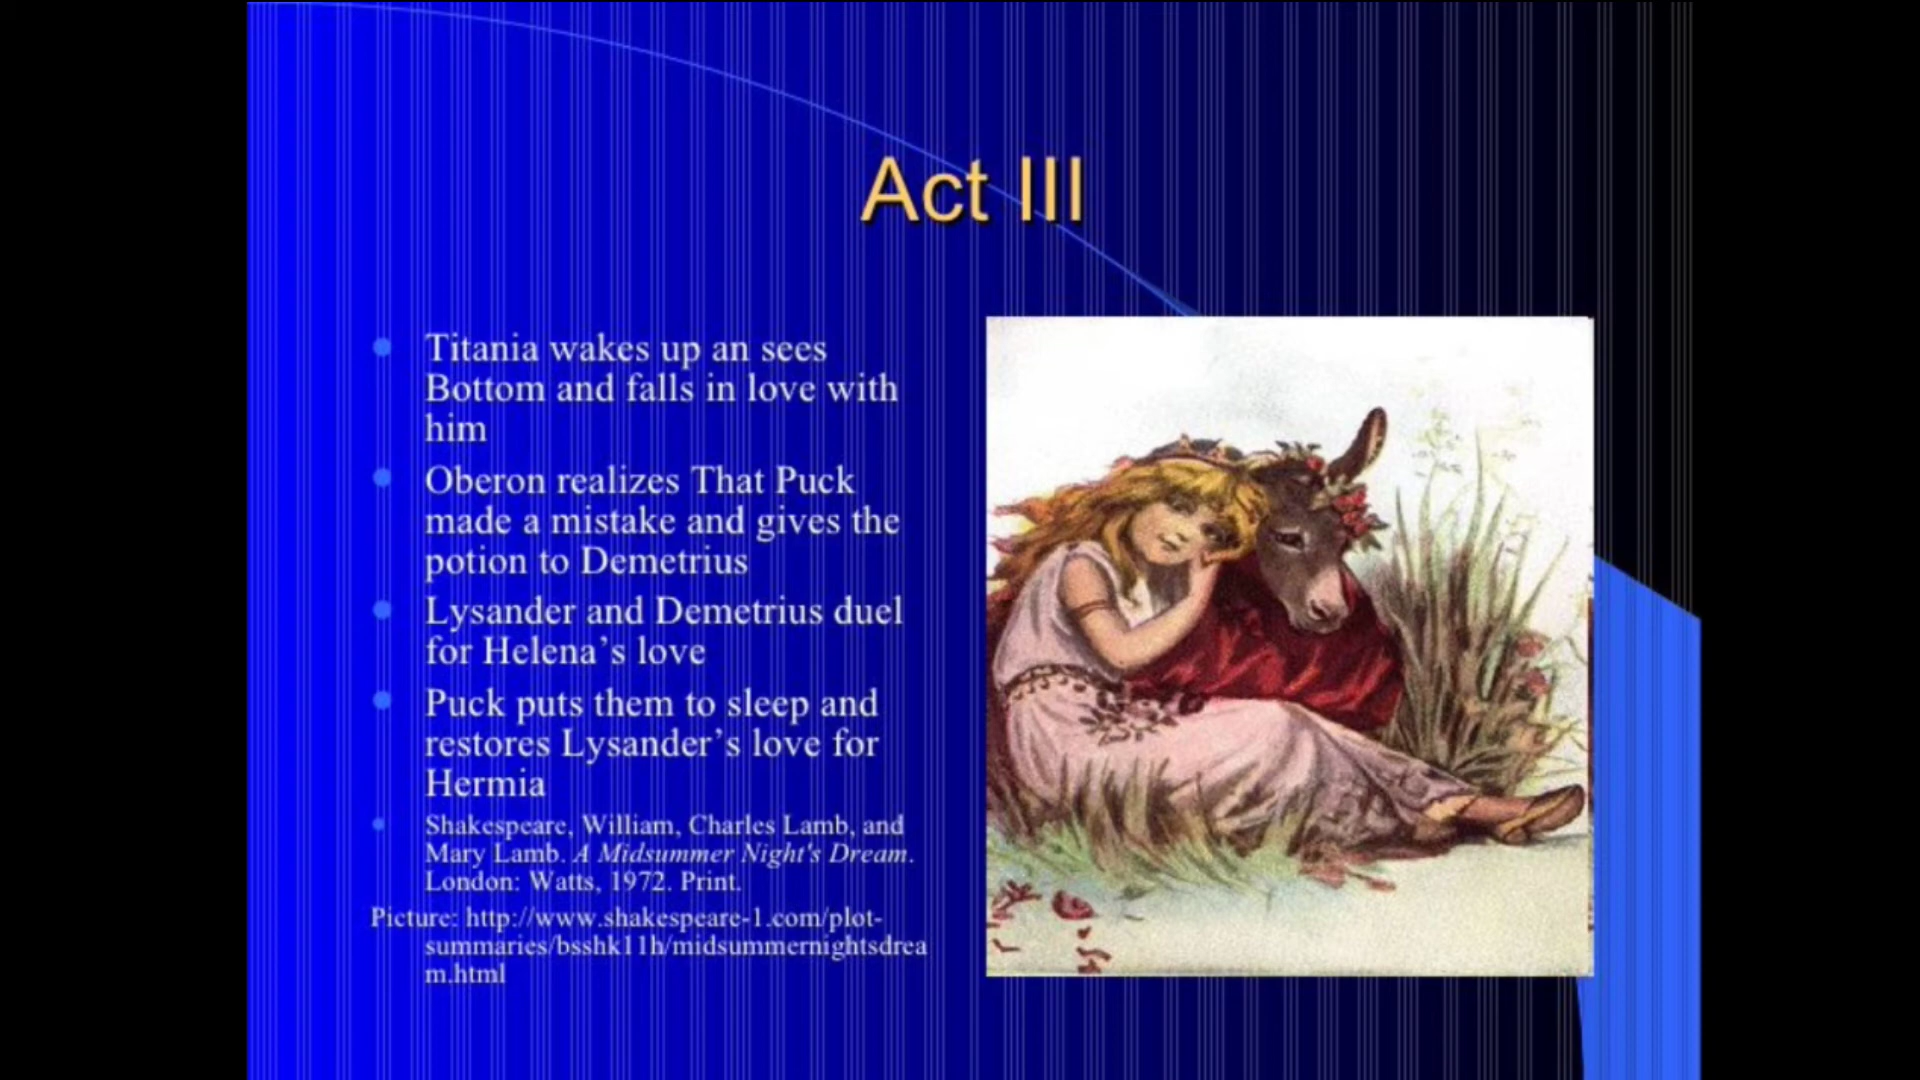 Act III
Titania wakes up an sees
Bottom and falls in love with
him
Oberon realizes That Puck
made a mistake and gives the
potion to Demetrius
Lysander and Demetrius duel
for Helena’s love
Puck puts them to sleep and
restores Lysander’s love for
Hermia
Shakespeare, William, Charles Lamb, and
Mary Lamb. A Midsummer Night's Dream.
London: Watts, 1972. Print.
Picture: http://www.shakespeare-1.com/plot-
summaries/bsshk11h/midsummernightsdrea
m.html